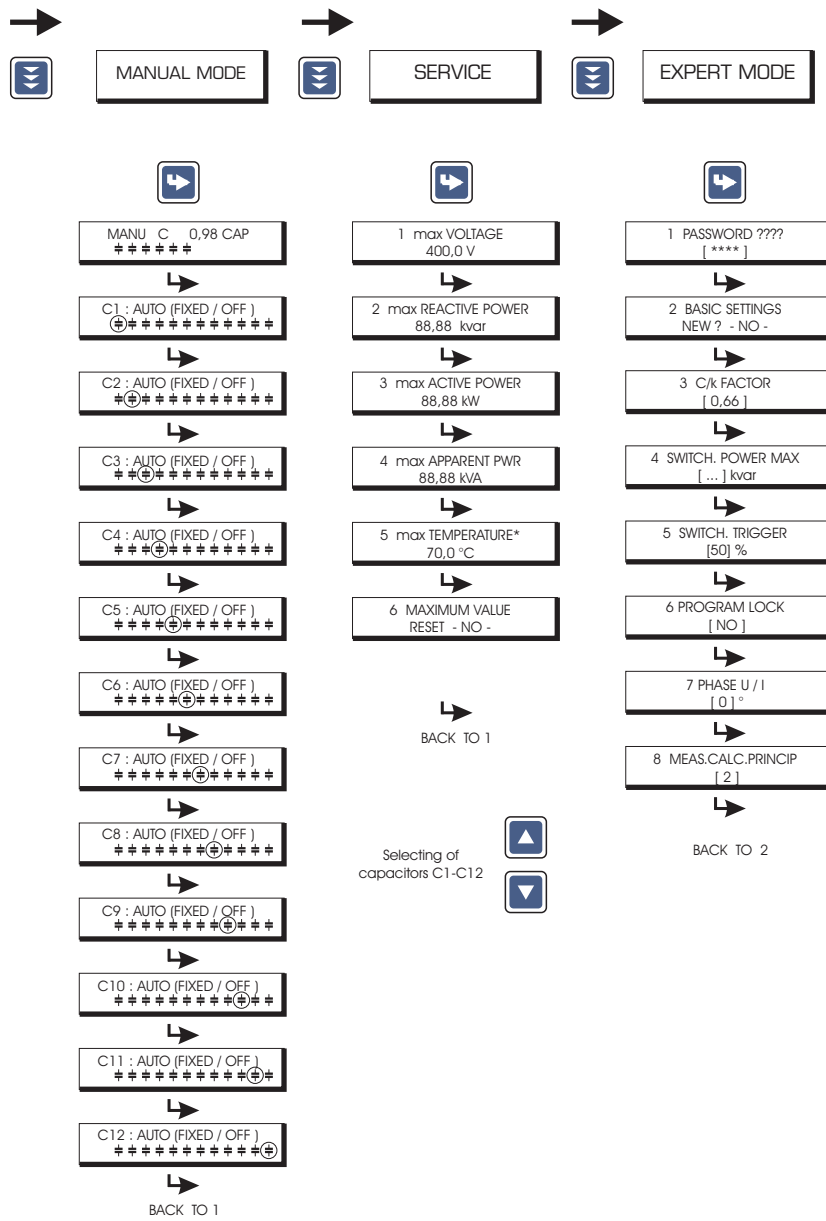 MANUAL MODE
MANU C 0,98 CAP
C1 : AUTO (FIXED / OFF )
C2 : AUTO (FIXED / OFF )
C3 : AUTO (FIXED / OFF )
C4 : AUTO (FIXED / OFF )
C5 : AUTO (FIXED / OFF )
C6 : AUTO (FIXED / OFF )
C7 : AUTO (FIXED / OFF )
C8 : AUTO (FIXED / OFF )
C9 : AUTO (FIXED / OFF )
C10 : AUTO (FIXED / OFF )
C11 : AUTO (FIXED / OFF )
C12 : AUTO (FIXED / OFF )
BACK TO 1
SERVICE
1 max VOLTAGE
400,0 V
2 max REACTIVE POWER
88,88 kvar
3 max ACTIVE POWER
88,88 kW
4 max APPARENT PWR
88,88 kVA
5 max TEMPERATURE*
70,0 °C
6 MAXIMUM VALUE
RESET - NO -
BACK TO 1
Selecting of
capacitors C1-C12
EXPERT MODE
1 PASSWORD ????
[ **** ]
2 BASIC SETTINGS
NEW ? - NO -
3 C/k FACTOR
[ 0,66 ]
4 SWITCH. POWER MAX
[ ... ] kvar
5 SWITCH. TRIGGER
[50] %
6 PROGRAM LOCK
[ NO ]
7 PHASE U / I
[ 0 ] °
8 MEAS.CALC.PRINCIP
[ 2 ]
BACK TO 2